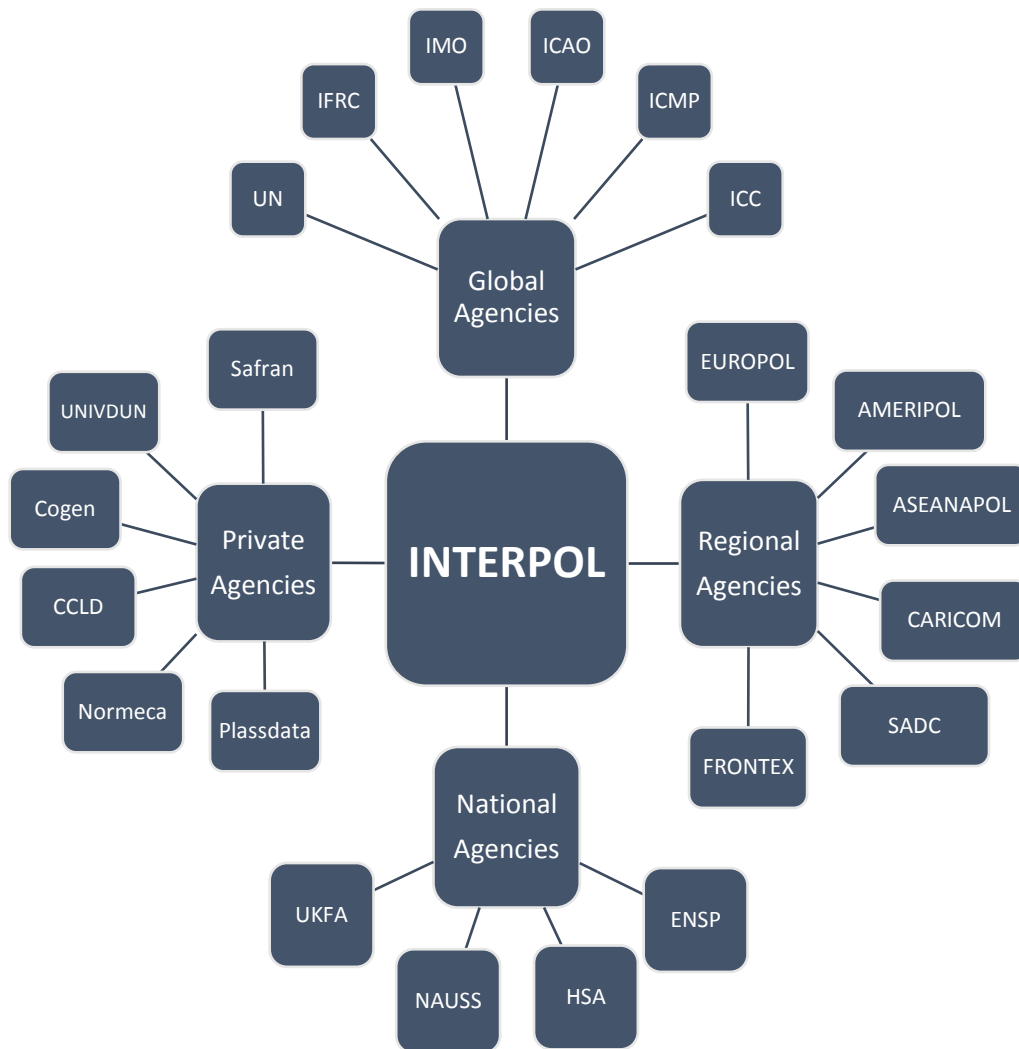 IMO
ICAO
IFRC
ICMP
UN
ICC
Global
Agencies
Safran
UNIVDUN
Cogen
CCLD
Normeca
Plassdata
Private
Agencies
INTERPOL
Regional
Agencies
EUROPOL
AMERIPOL
ASEANAPOL
CARICOM
SADC
FRONTEX
National
Agencies
UKFA
NAUSS
HSA
ENSP